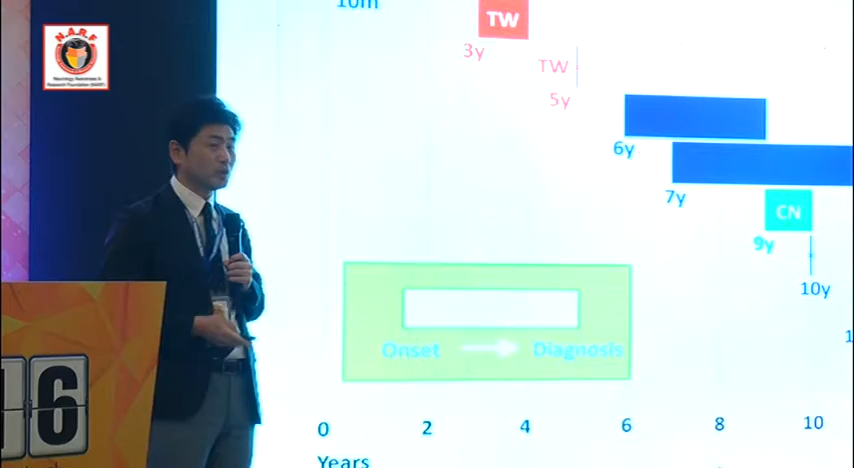 N.A.R.F
Neurology Awareness &
Research Foundation (NARF)
10m
TW
3y
TW
5y
6y
7y
CN
9y
10y
Onset
Diagnosis
16
0 2 4 6 8 10
Years